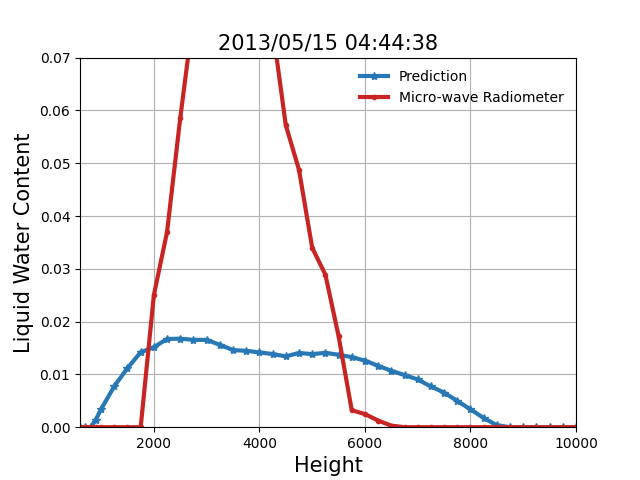 2013/05/15 04:44:38
Prediction
Micro-wave Radiometer
Liquid Water Content
0.07
0.06
0.05
0.04
0.03
0.02
0.01
0.00
2000 4000 6000 8000 10000
Height